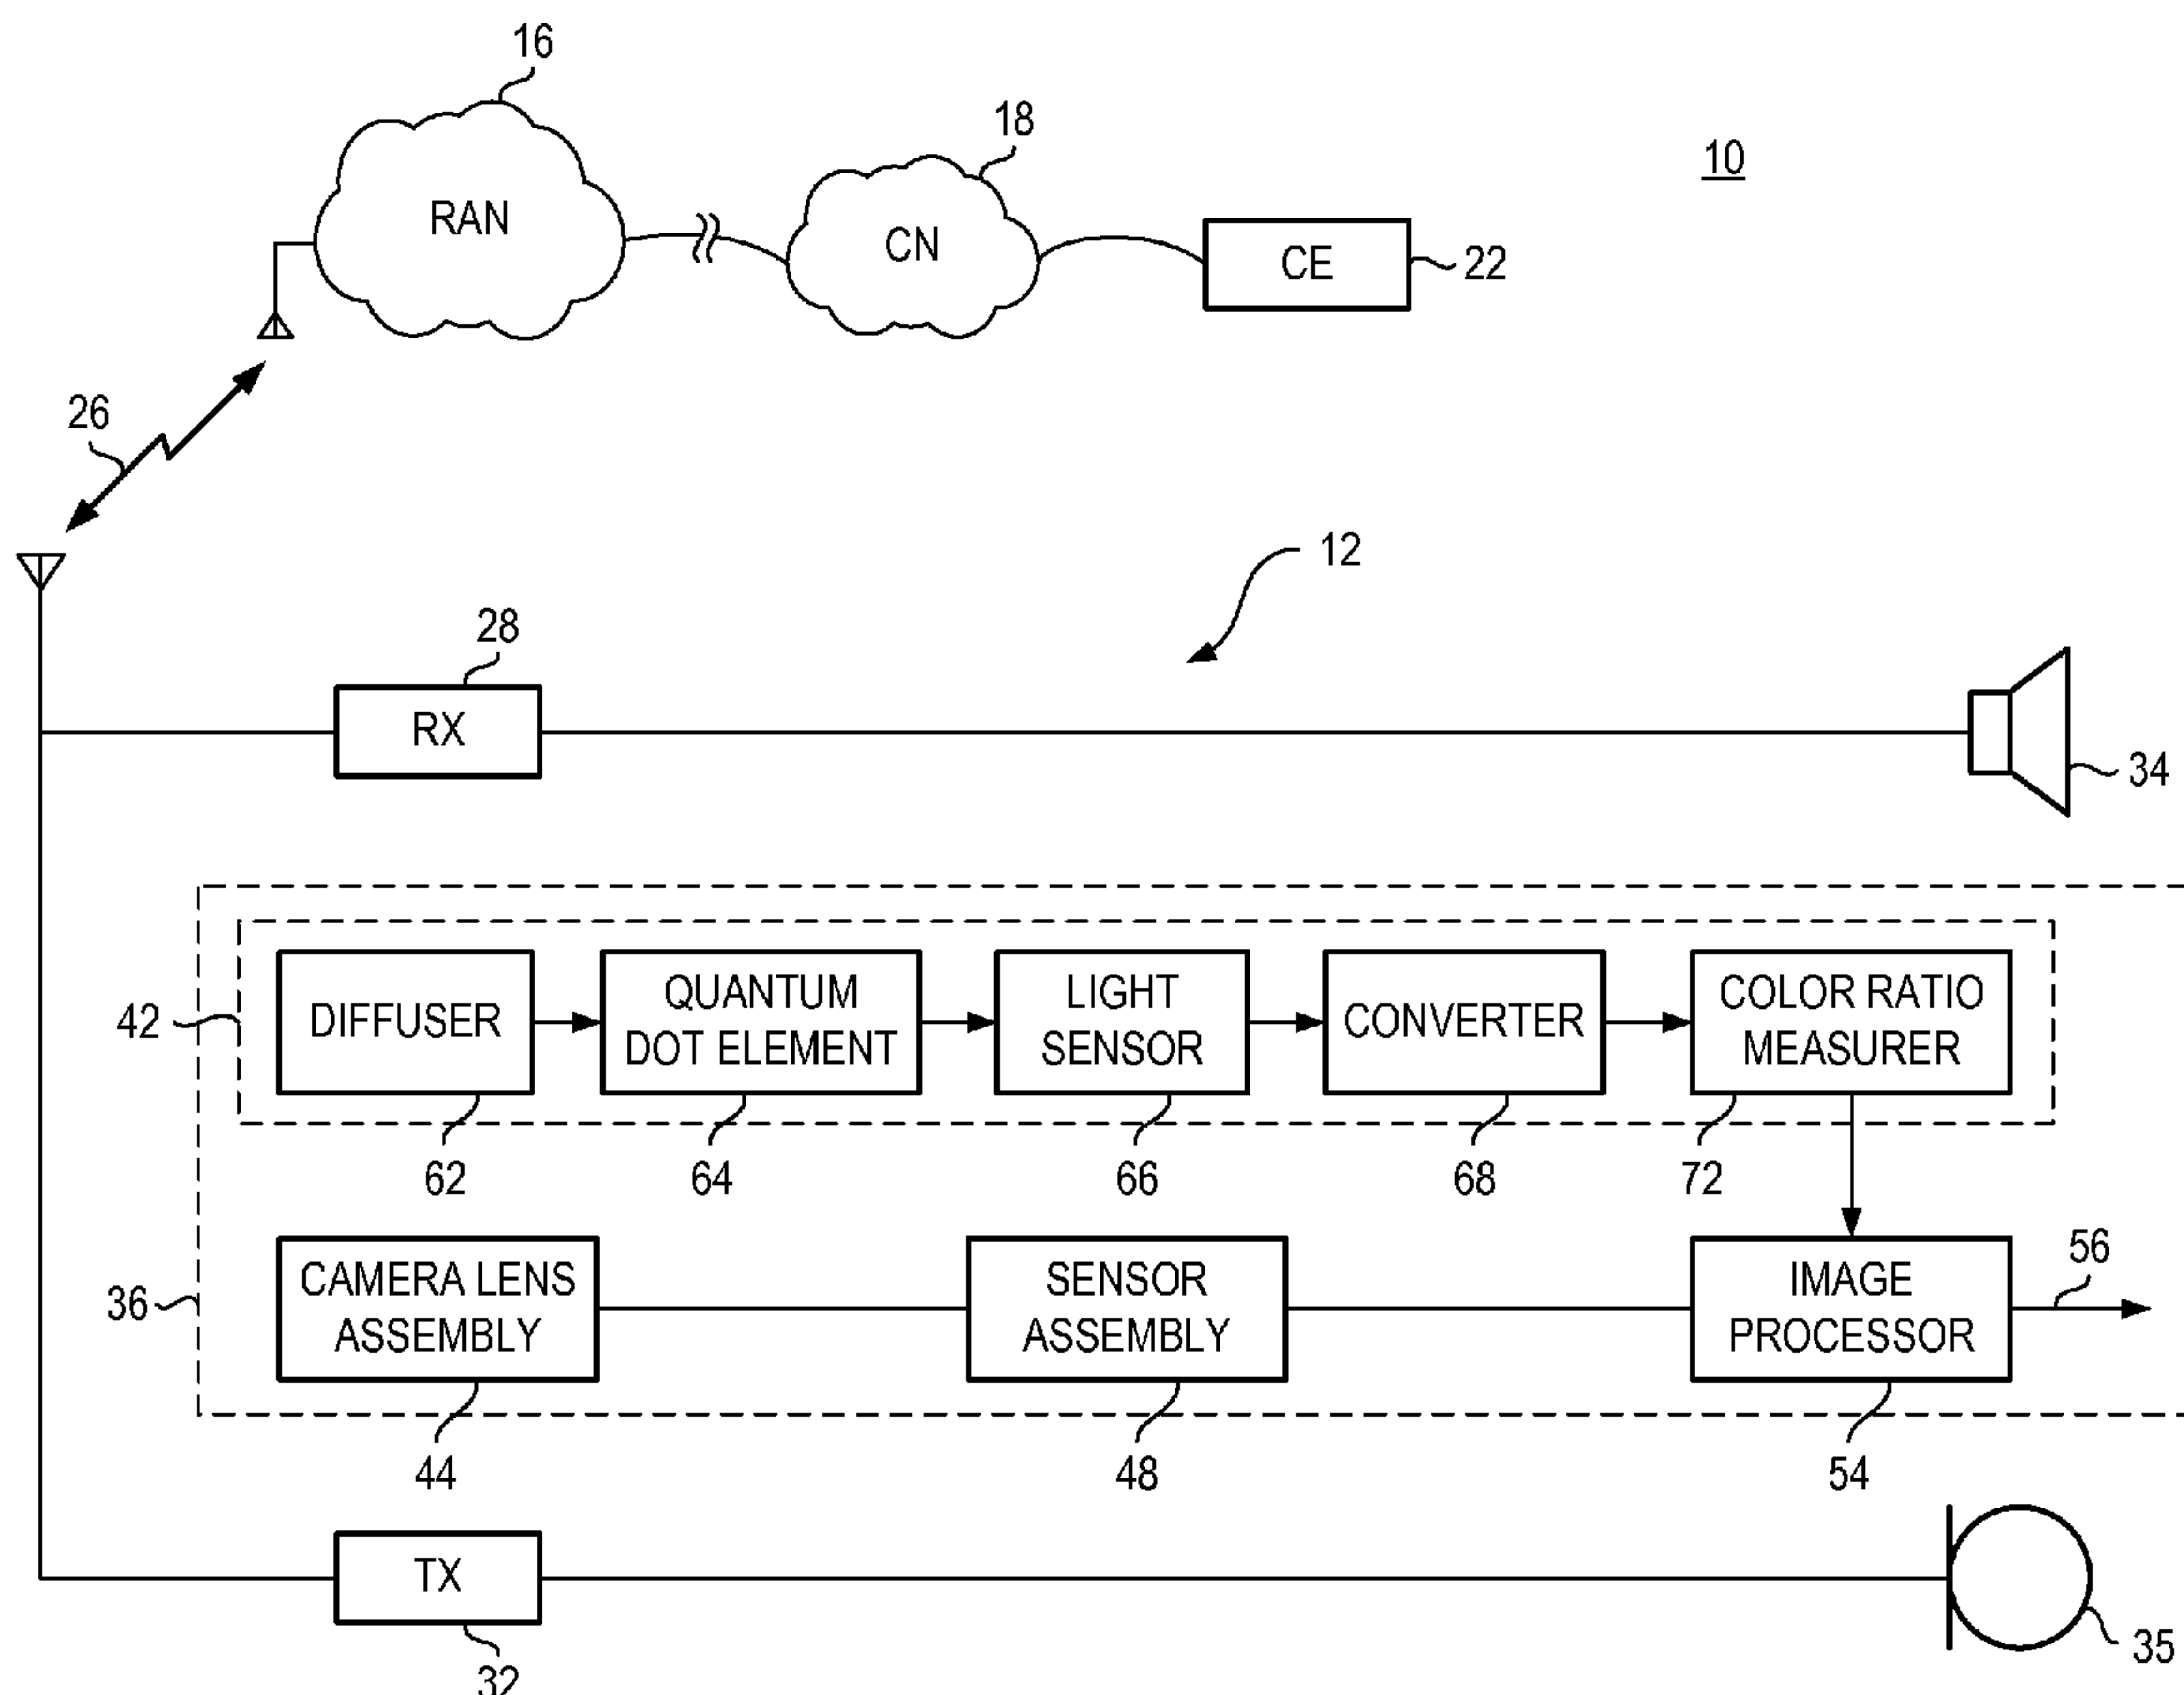 16
18
10
RAN
CN
CE
22
26
12
28
RX
34
42
DIFFUSER
QUANTUM
DOT ELEMENT
LIGHT
SENSOR
CONVERTER
COLOR RATIO
MEASURER
62
64
66
68
72
36
CAMERA LENS
ASSEMBLY
SENSOR
ASSEMBLY
IMAGE
PROCESSOR
56
44
48
54
TX
32
35